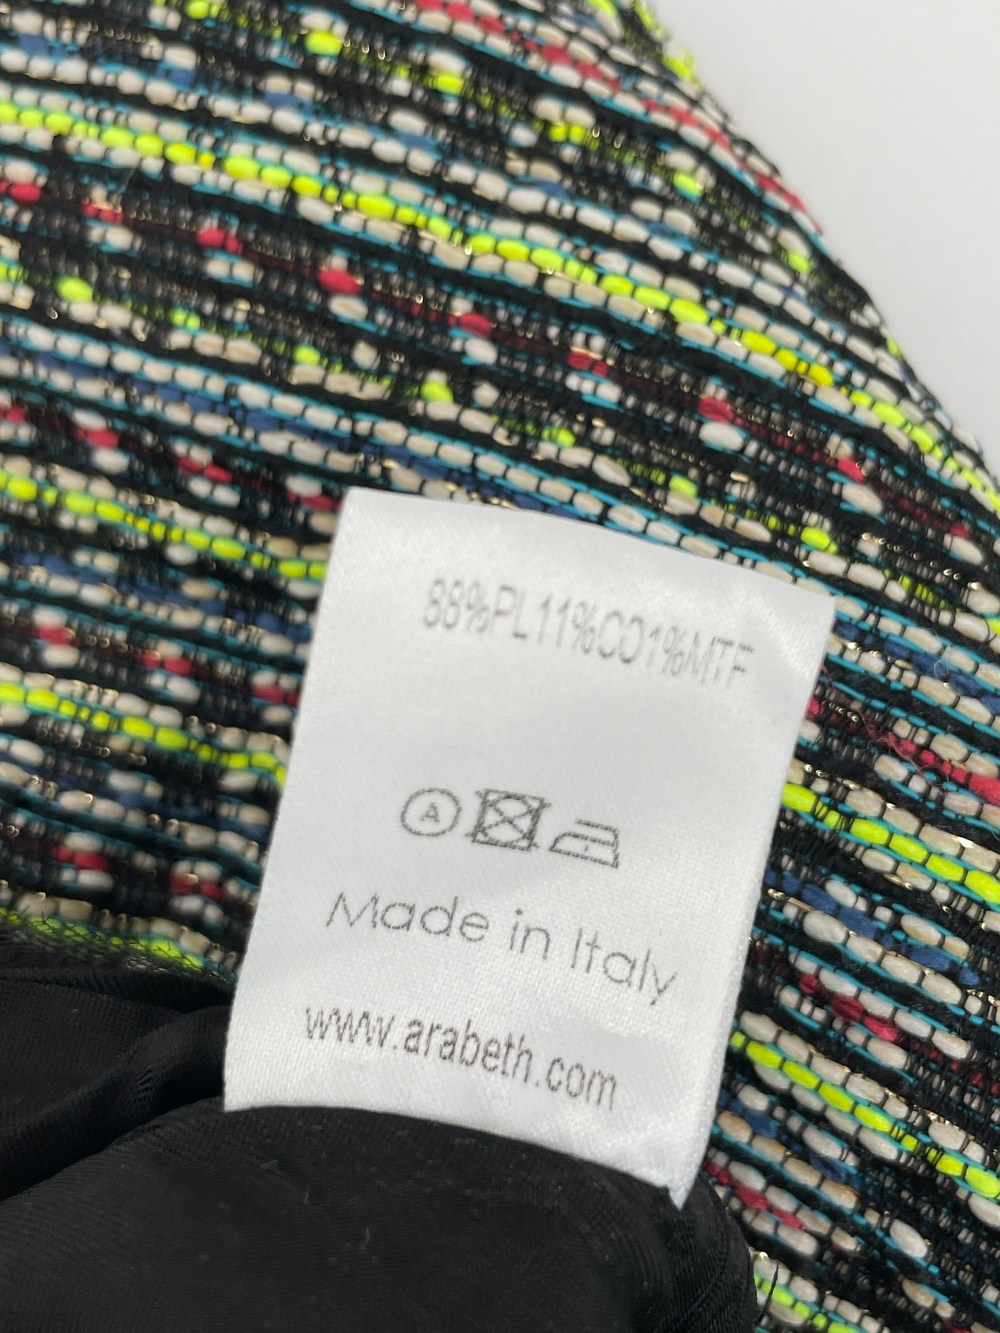 88%PL11%CO1%MTF
A
Made in Italy
www.arabeth.com